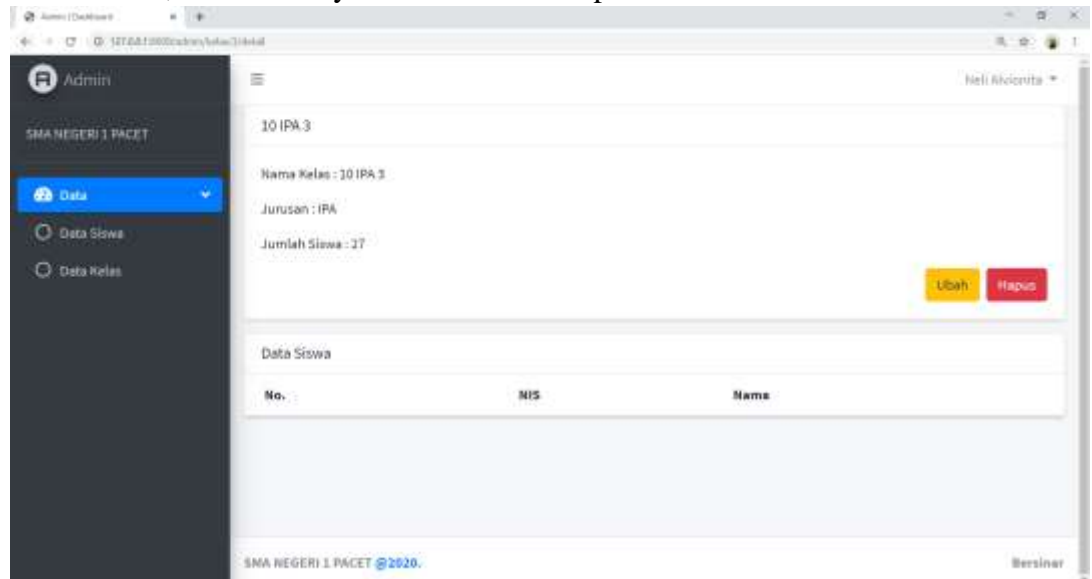 Admin | Dashboard
Admin
Neli Alvionita
SMA NEGERI 1 PACET
10 IPA 3
Nama Kelas : 10 IPA 3
Data
Jurusan : IPA
Data Siswa
Jumlah Siswa : 27
Data Kelas
Ubah Hapus
Data Siswa
No. NIS Nama
SMA NEGERI 1 PACET @2020.
Bersinar